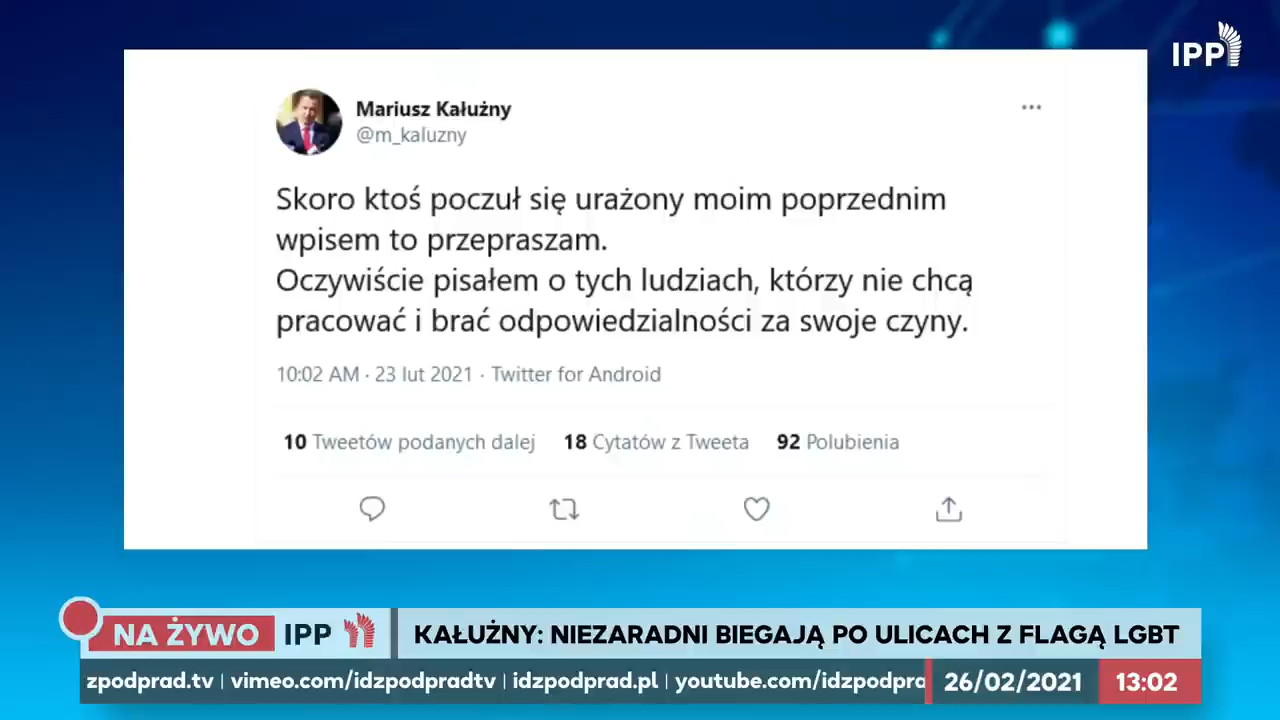 IPP
Mariusz Kałużny
@m_kaluzny
Skoro ktoś poczuł się urażony moim poprzednim
wpisem to przepraszam.
Oczywiście pisałem o tych ludziach, którzy nie chcą
pracować i brać odpowiedzialności za swoje czyny.
10:02 AM · 23 lut 2021 · Twitter for Android
10 Tweetów podanych dalej 18 Cytatów z Tweeta 92 Polubienia
NA ŻYWO IPP KAŁUŻNY: NIEZARADNI BIEGAJĄ PO ULICACH Z FLAGĄ LGBT
zpodprad.tv | vimeo.com/idzpodpradtv | idzpodprad.pl | youtube.com/idzpodpra 26/02/2021 13:02